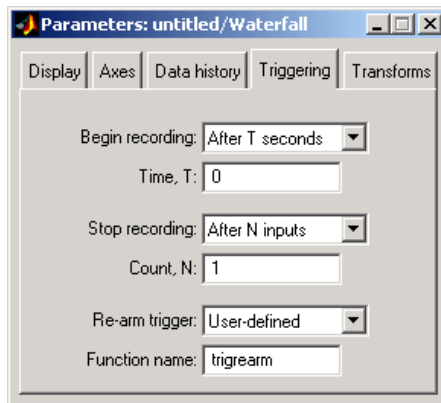 Parameters: untitled/Waterfall
Display Axes Data history Triggering Transforms
Begin recording: After T seconds
Time, T: 0
Stop recording: After N inputs
Count, N: 1
Re-arm trigger: User-defined
Function name: trigrearm